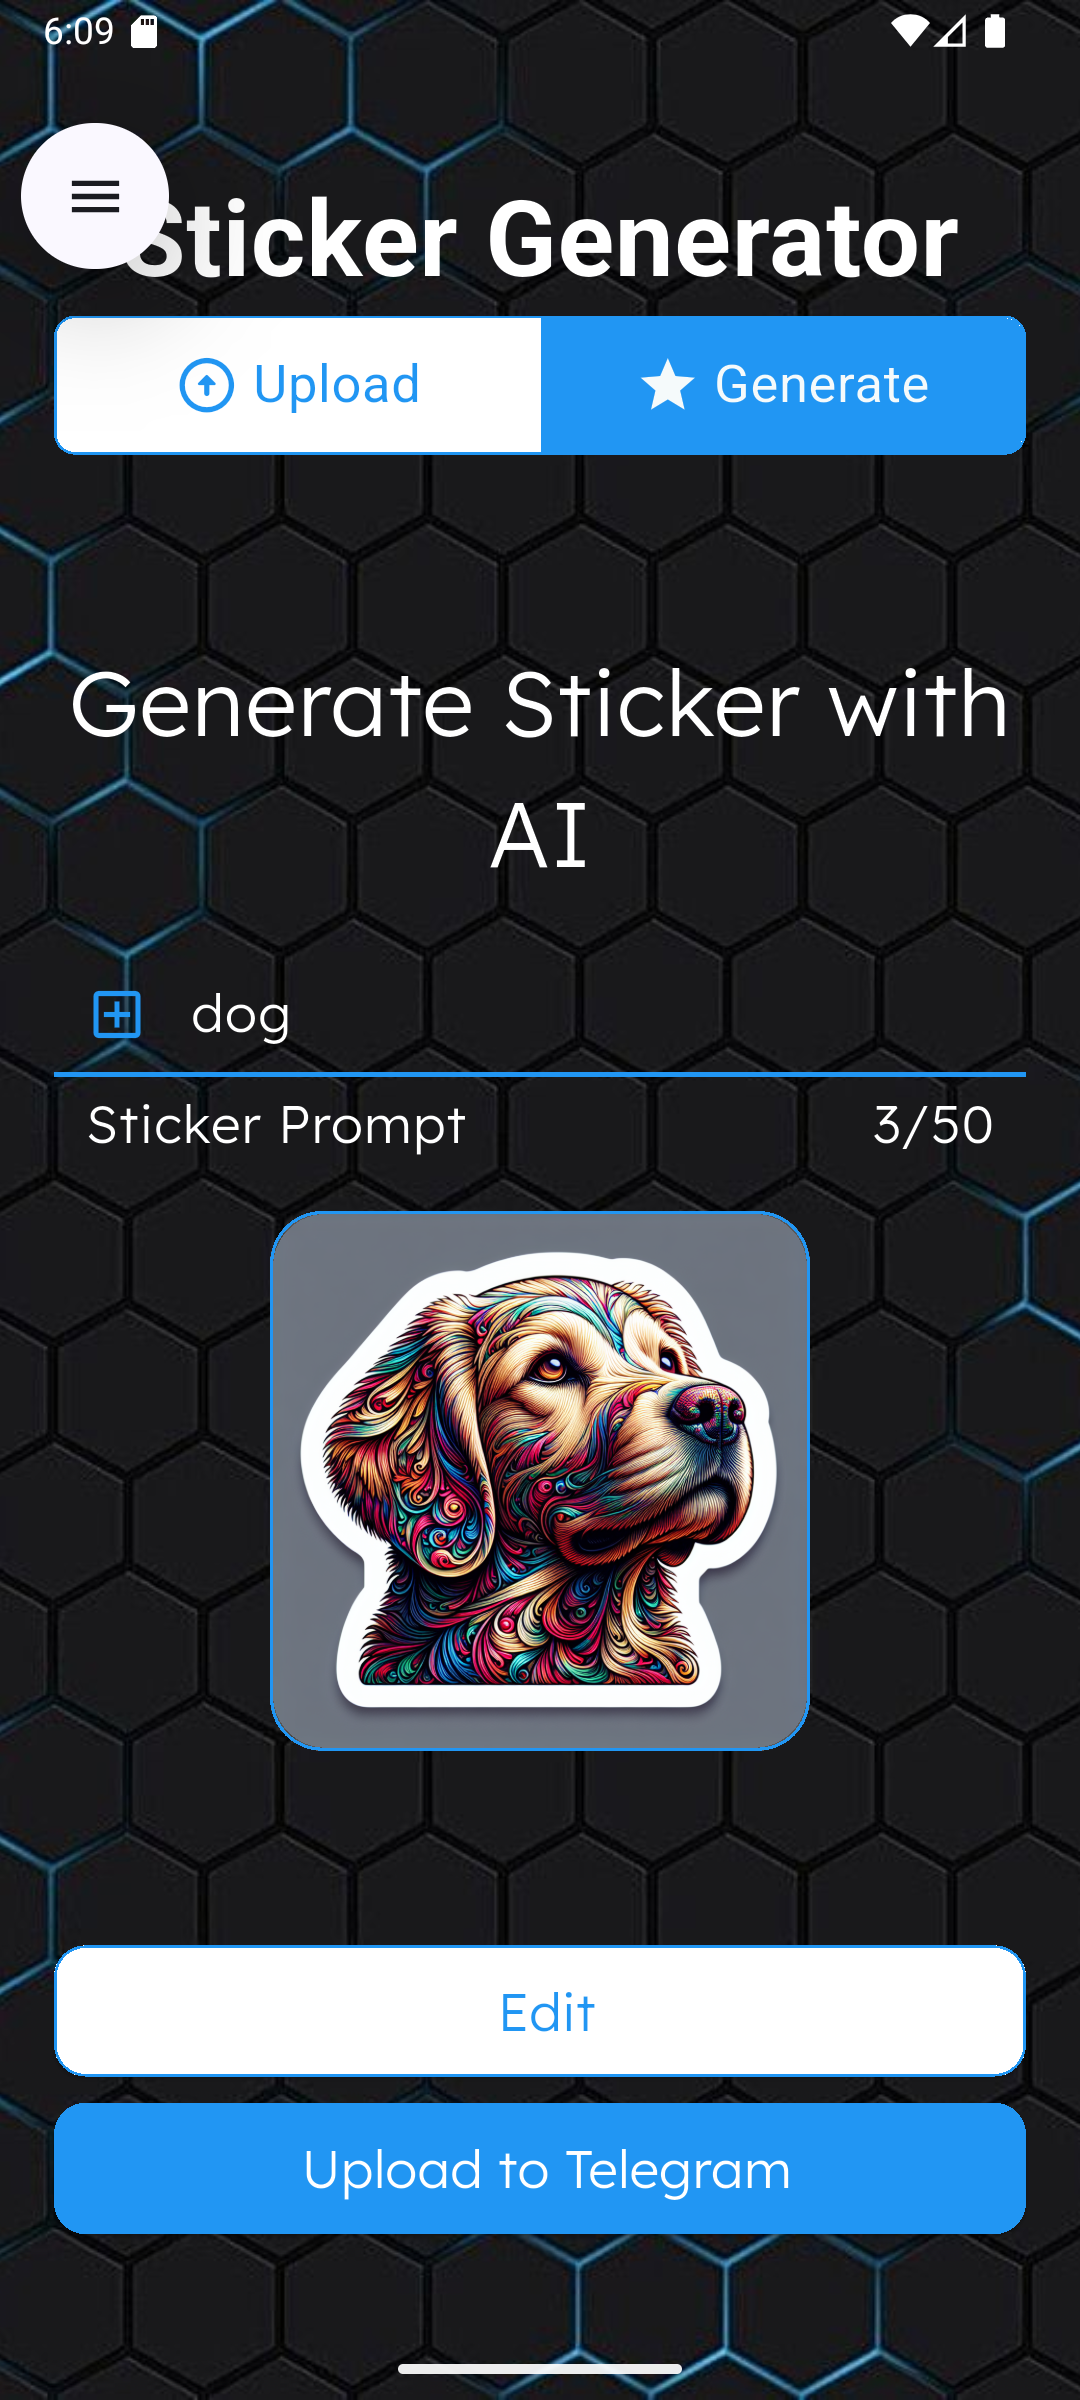 6:09
Sticker Generator
Upload
Generate
Generate Sticker with
AI
dog
Sticker Prompt
3/50
Edit
Upload to Telegram